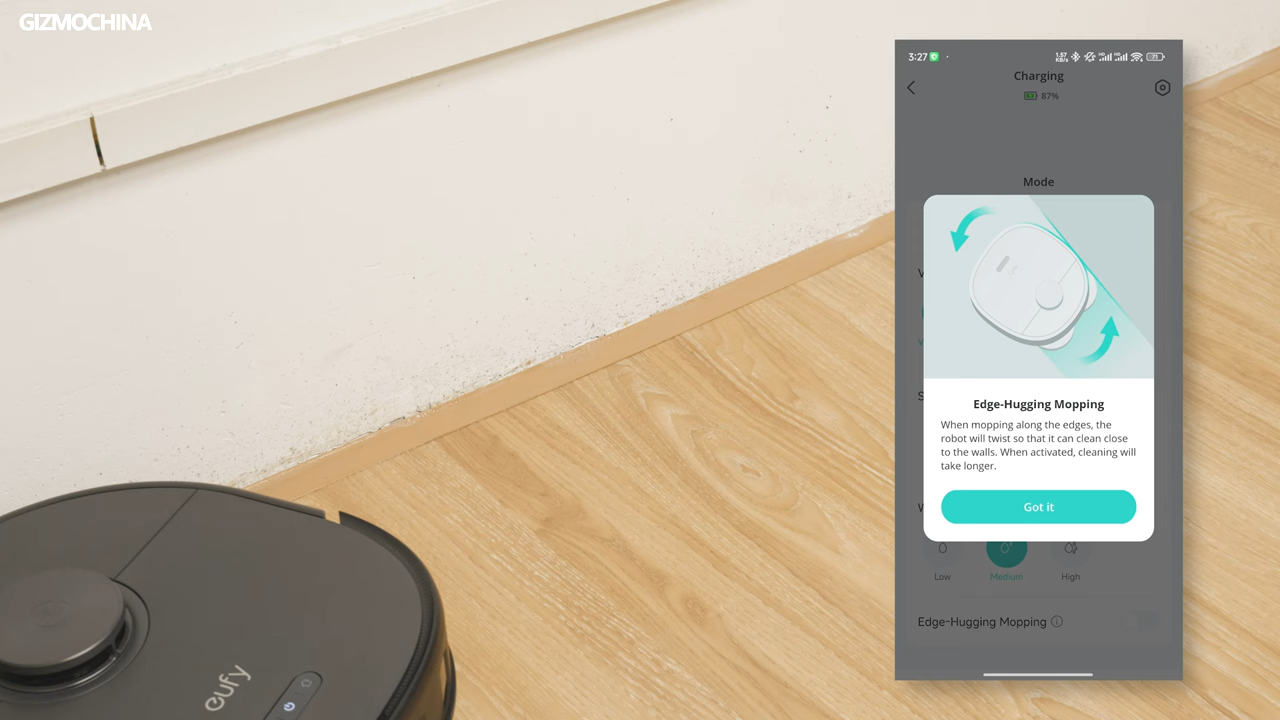 GIZMOCHINA
3:27
Charging
87%
Mode
V
S
Edge-Hugging Mopping
When mopping along the edges, the
robot will twist so that it can clean close
to the walls. When activated, cleaning will
take longer.
Got it
W
Low
Medium
High
Edge-Hugging Mopping
eufy